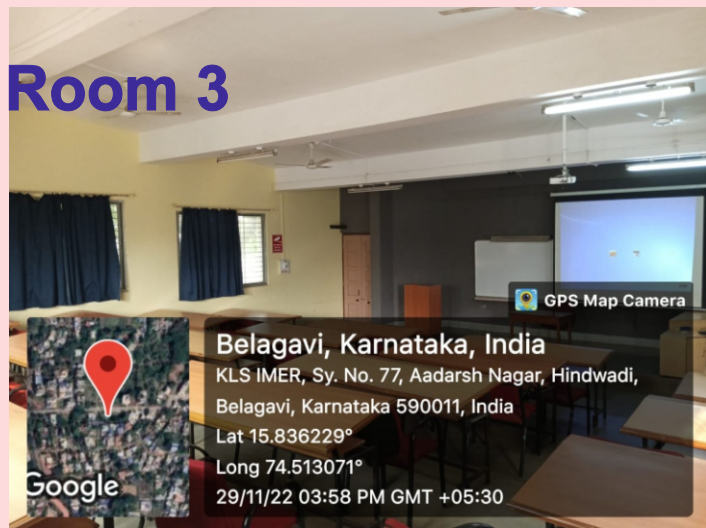 Room 3
GPS Map Camera
Belagavi, Karnataka, India
KLS IMER, Sy. No. 77, Aadarsh Nagar, Hindwadi,
Belagavi, Karnataka 590011, India
Lat 15.836229°
Long 74.513071°
29/11/22 03:58 PM GMT +05:30
Google